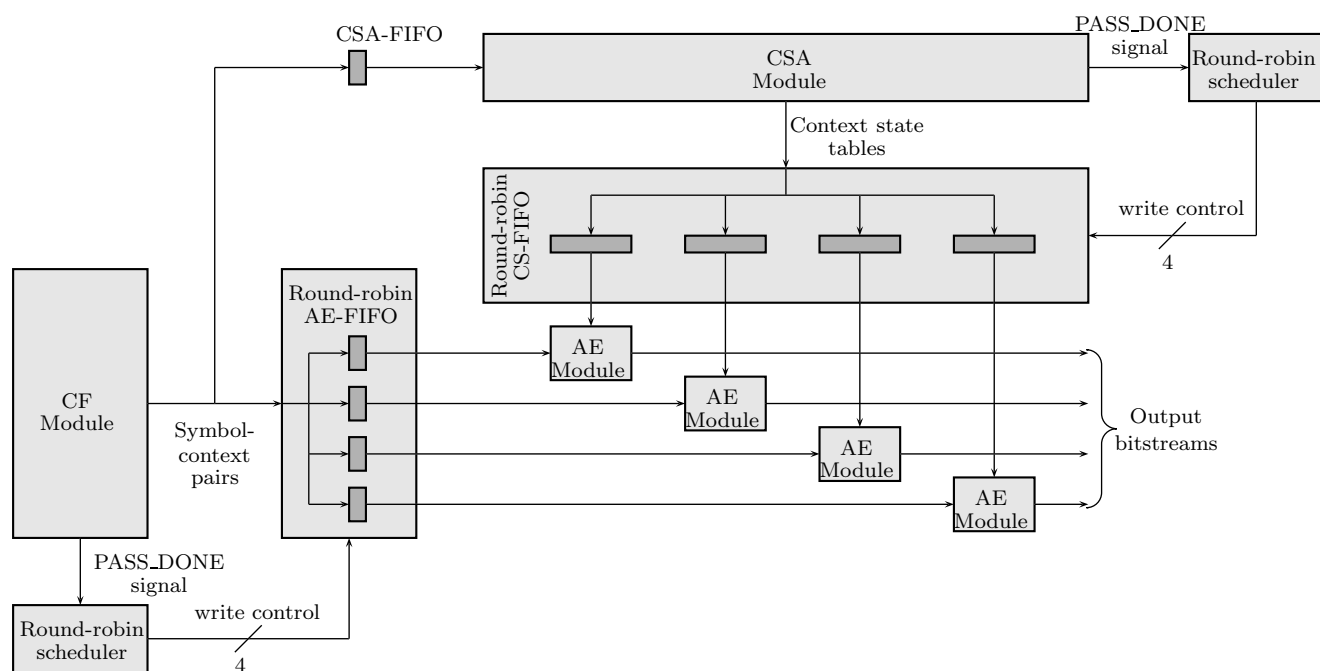 CSA-FIFO
CSA
Module
PASS_DONE
signal
Round-robin
scheduler
Context state
tables
Round-robin
CS-FIFO
write control
4
CF
Module
Symbol-
context
pairs
Round-robin
AE-FIFO
AE
Module
AE
Module
AE
Module
AE
Module
Output
bitstreams
PASS_DONE
signal
Round-robin
scheduler
write control
4